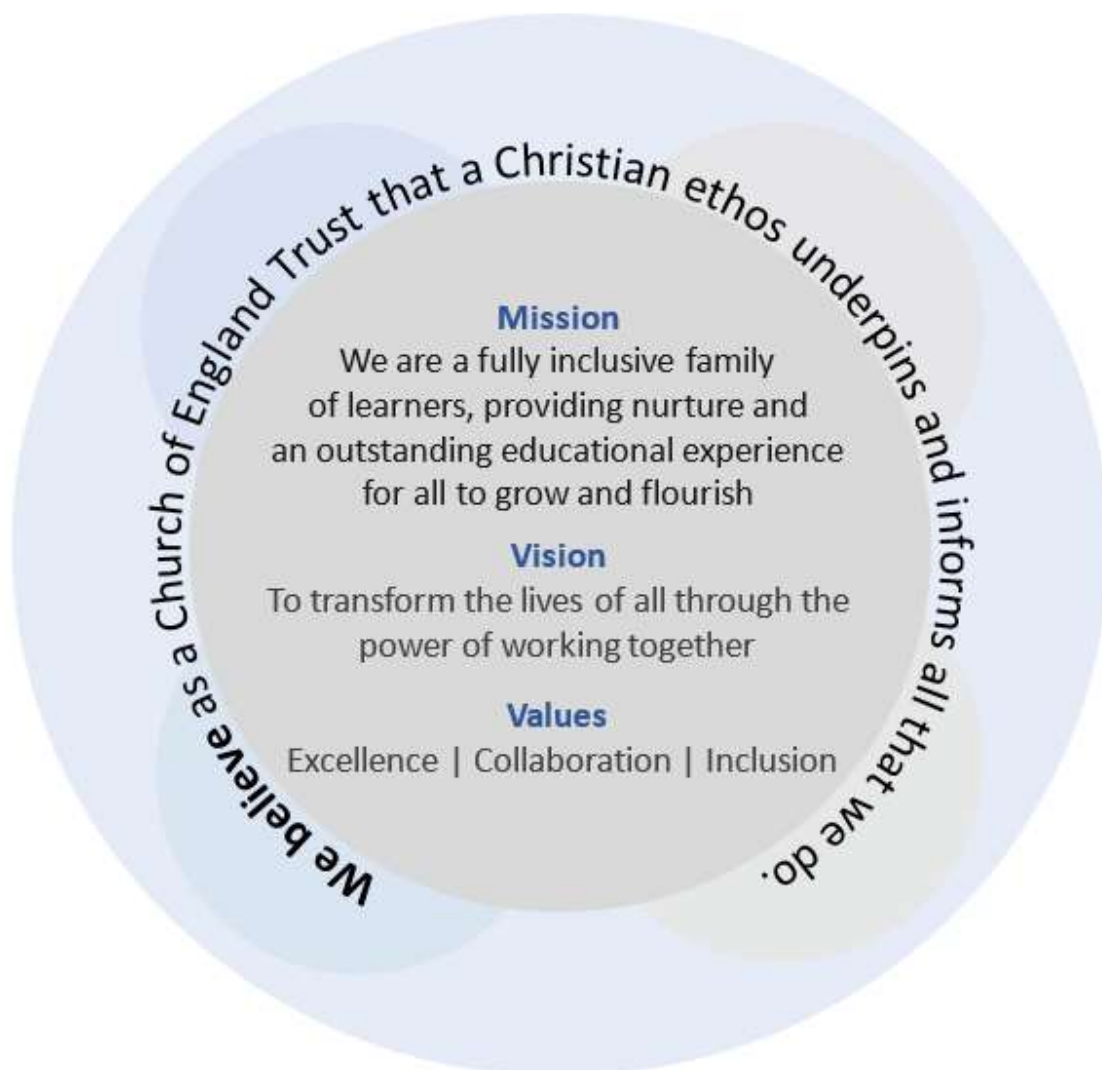 We believe as a Church of England Trust that a Christian ethos underpins and informs all that we do.
Mission
We are a fully inclusive family
of learners, providing nurture and
an outstanding educational experience
for all to grow and flourish
Vision
To transform the lives of all through the
power of working together
Values
Excellence | Collaboration | Inclusion